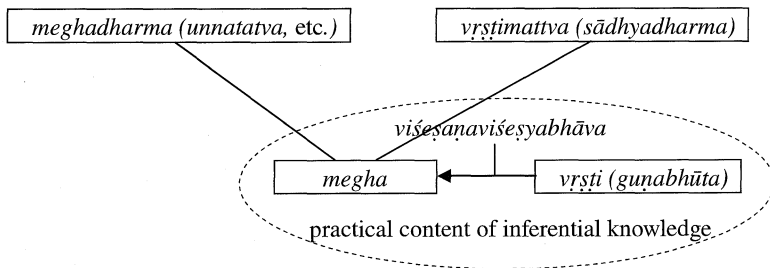 meghadharma (unnatatva, etc.)
vṛṣṭimattva (sādhyadharma)
viśeṣaṇaviśeṣyabhāva
megha
vṛṣṭi (guṇabhūta)
practical content of inferential knowledge